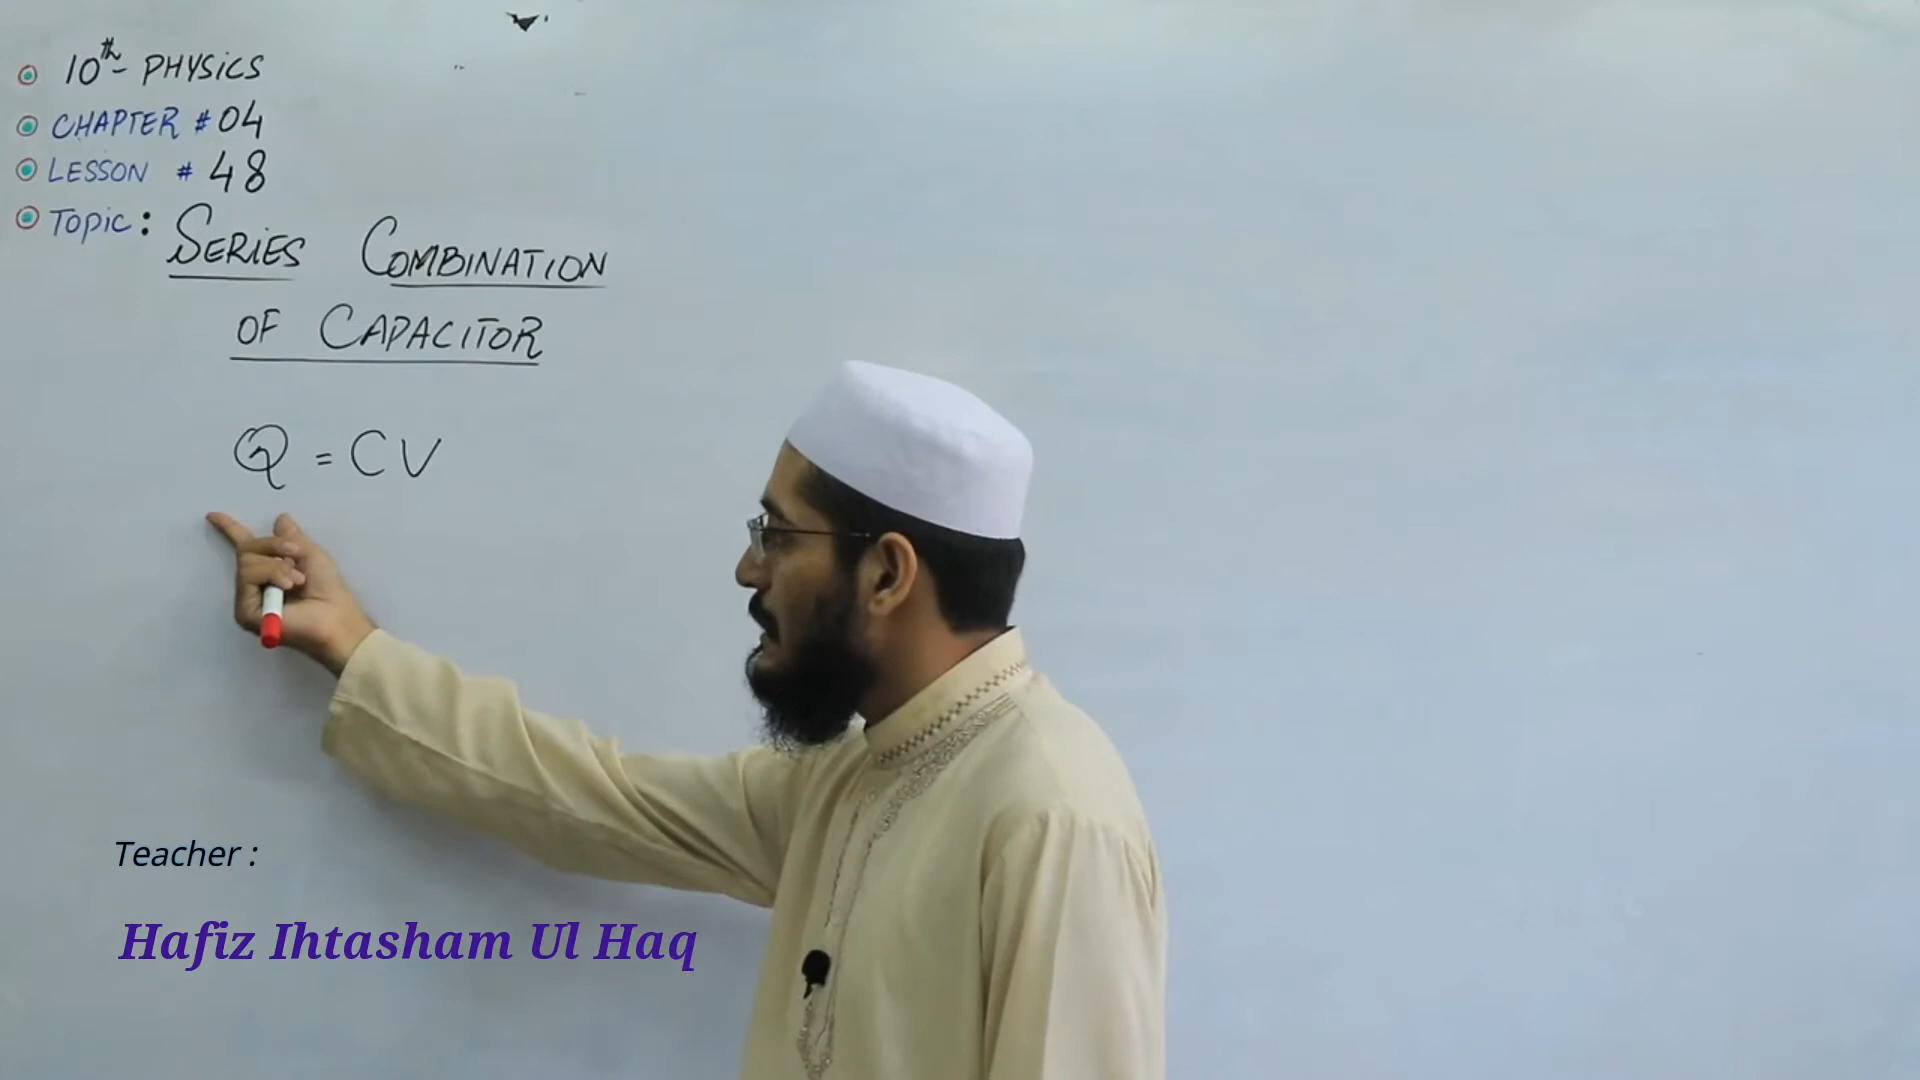 10th - PHYSICS
CHAPTER # 04
LESSON # 48
TOPIC : SERIES COMBINATION
OF CAPACITOR
Q = CV
Teacher :
Hafiz Ihtasham Ul Haq